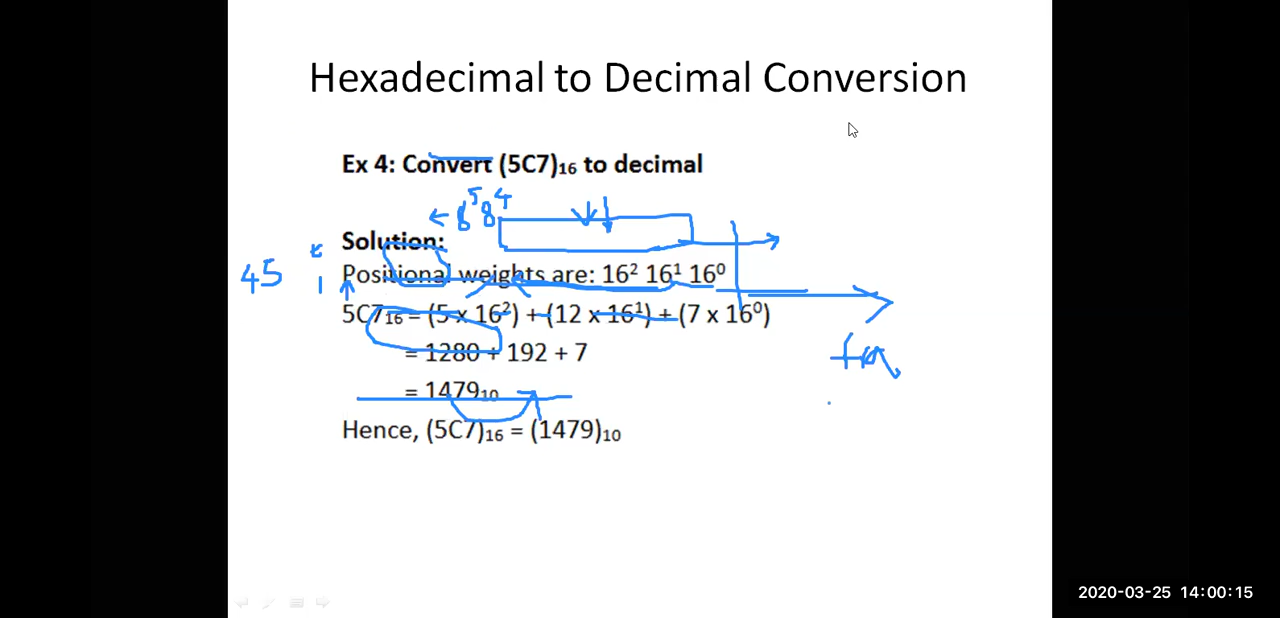 Hexadecimal to Decimal Conversion
Ex 4: Convert (5C7)₁₆ to decimal
8⁵ 8⁴
Solution:
45
Positional weights are: 16² 16¹ 16⁰
5C7₁₆ = (5 x 16²) + (12 x 16¹) + (7 x 16⁰)
= 1280 + 192 + 7
= 1479₁₀
Hence, (5C7)₁₆ = (1479)₁₀
2020-03-25 14:00:15